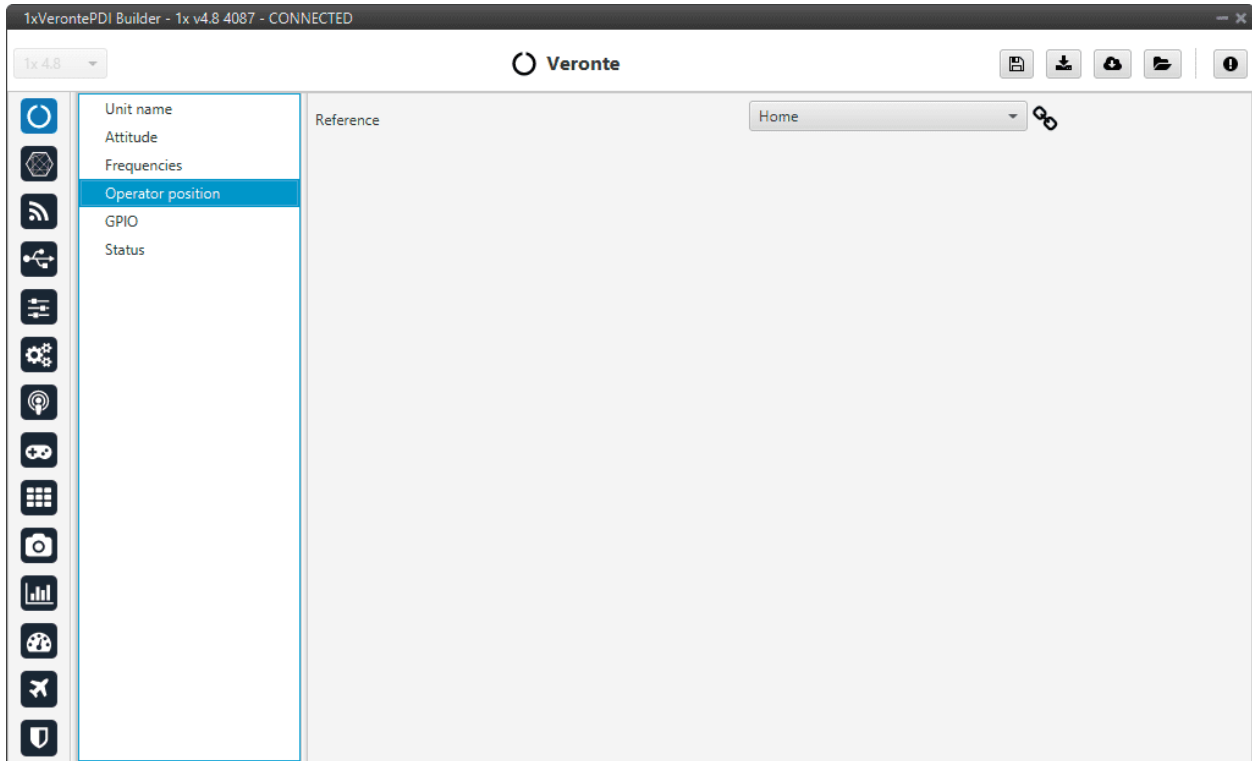 1xVerontePDI Builder - 1x v4.8 4087 - CONNECTED
1x 4.8
Veronte
Unit name
Attitude
Frequencies
Operator position
GPIO
Status
Reference
Home